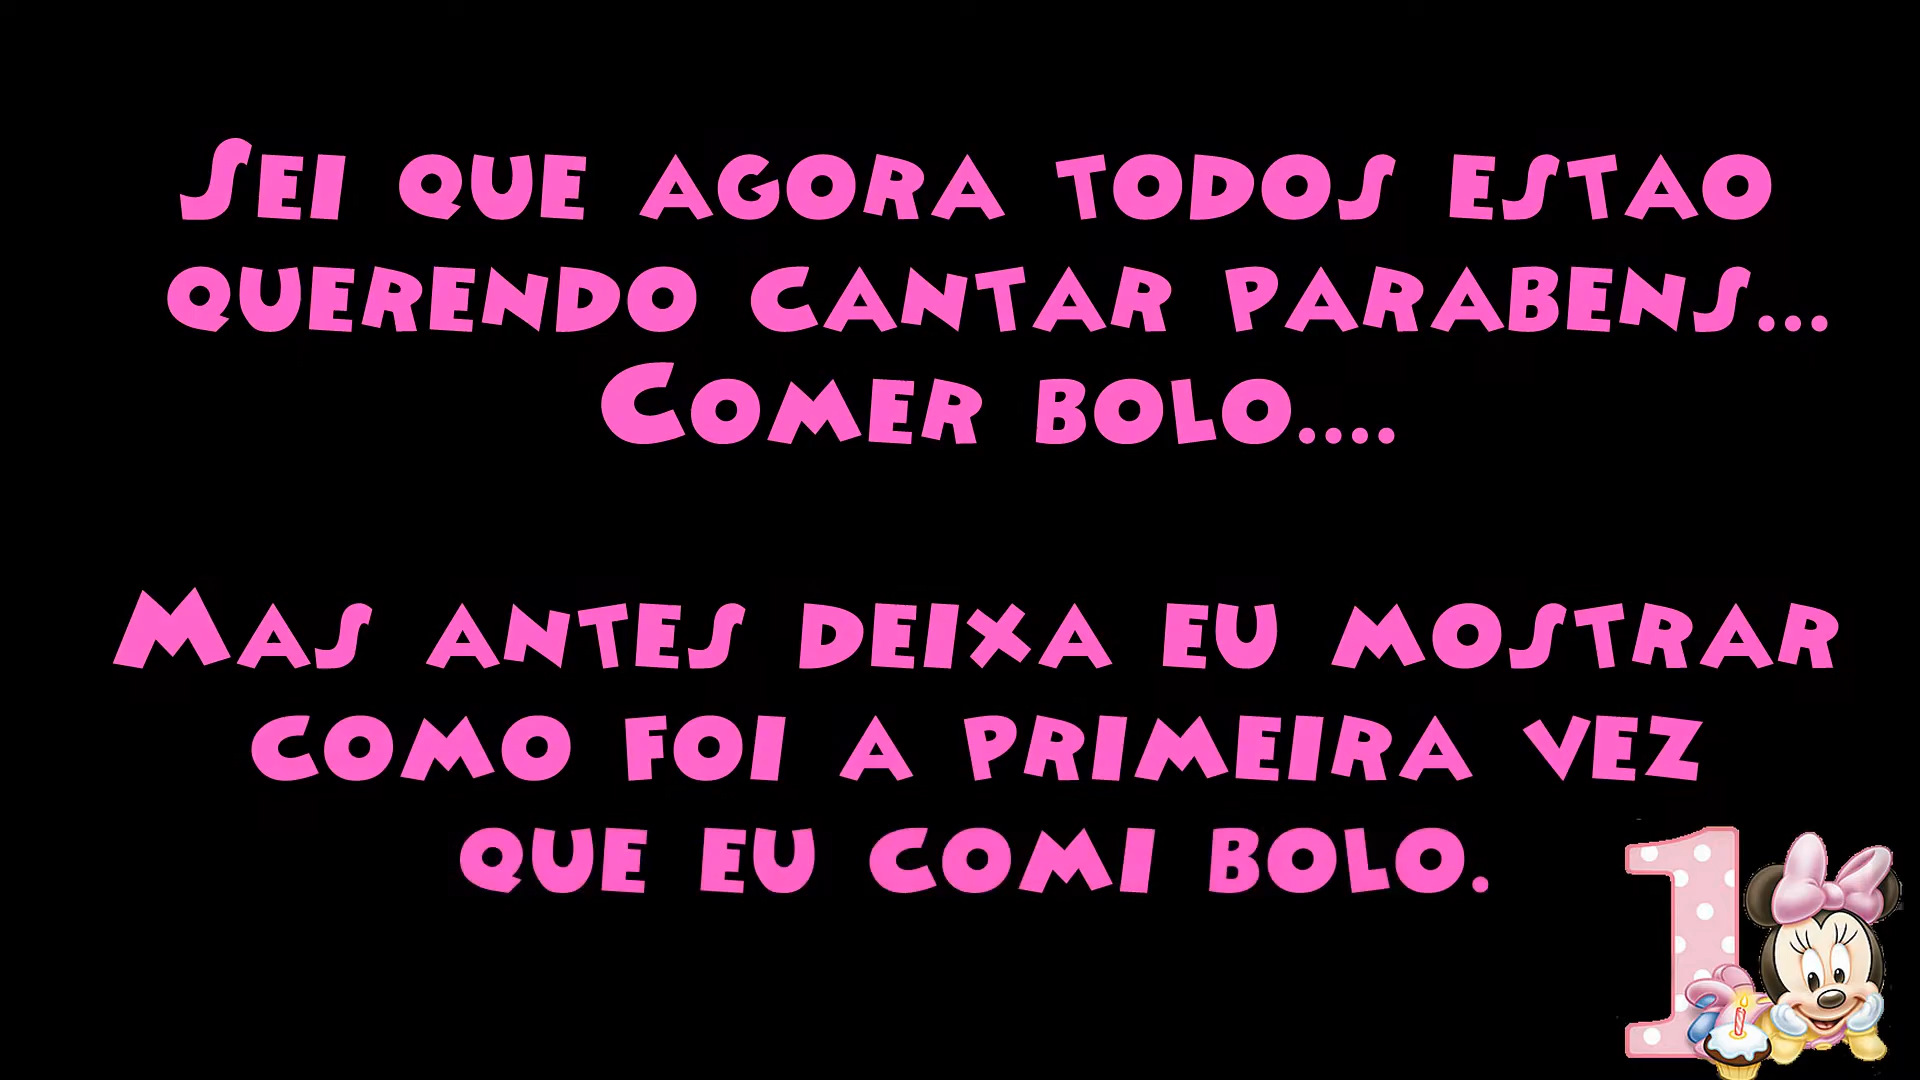 Sei que agora todos estao
querendo cantar parabens...
Comer bolo....
Mas antes deixa eu mostrar
como foi a primeira vez
que eu comi bolo.
1